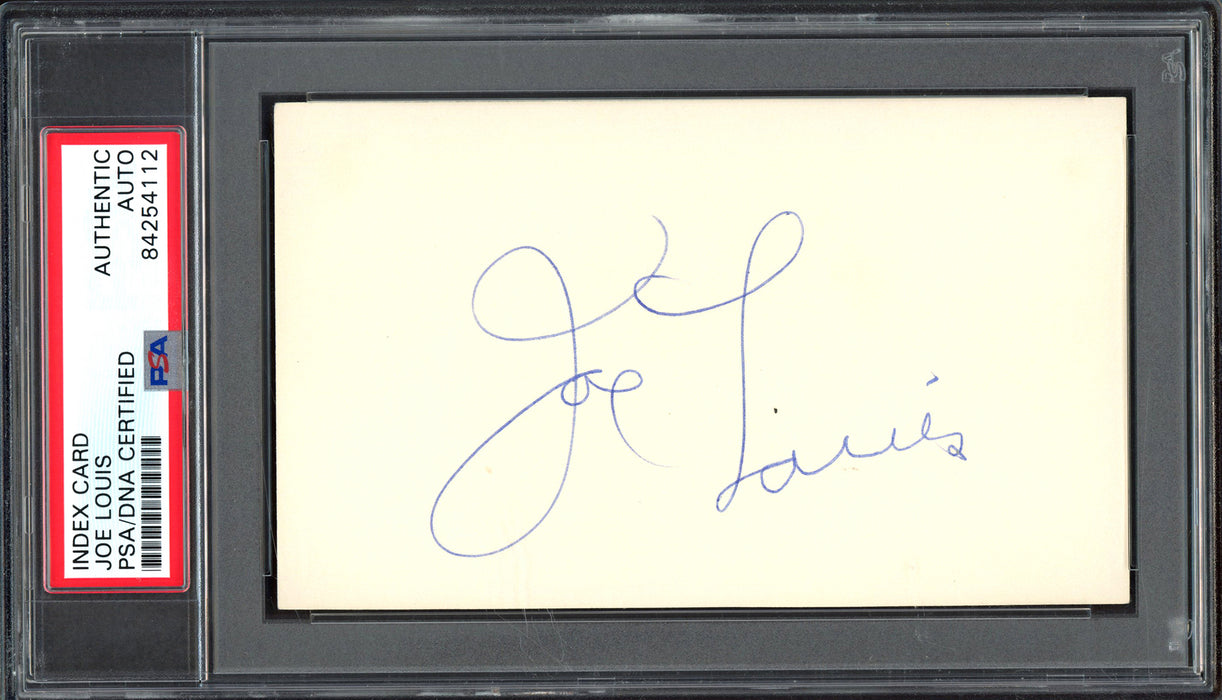 INDEX CARD
JOE LOUIS
PSA/DNA CERTIFIED
AUTHENTIC
AUTO
84254112
PSA
Joe Louis